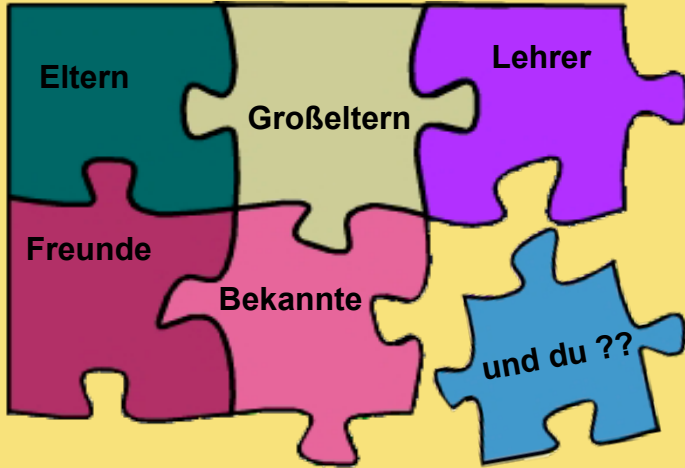 Eltern
Großeltern
Lehrer
Freunde
Bekannte
und du ??